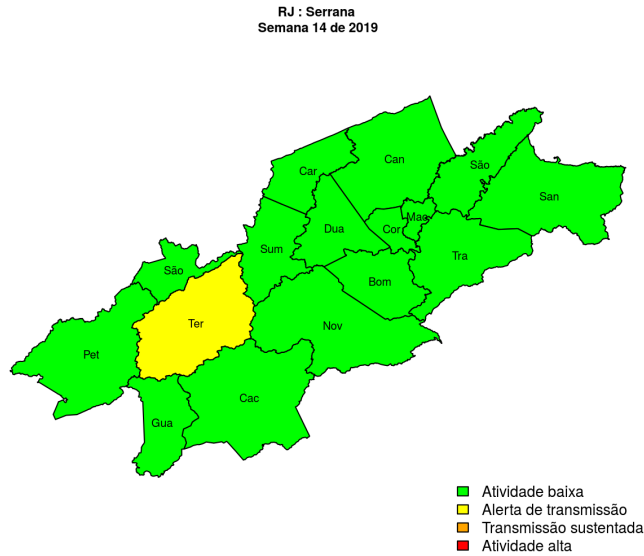 RJ : Serrana
Semana 14 de 2019
Can
São
Car
San
Mac
Dua
Cor
Sum
Tra
São
Bom
Ter
Nov
Pet
Cac
Gua
Atividade baixa
Alerta de transmissão
Transmissão sustentada
Atividade alta